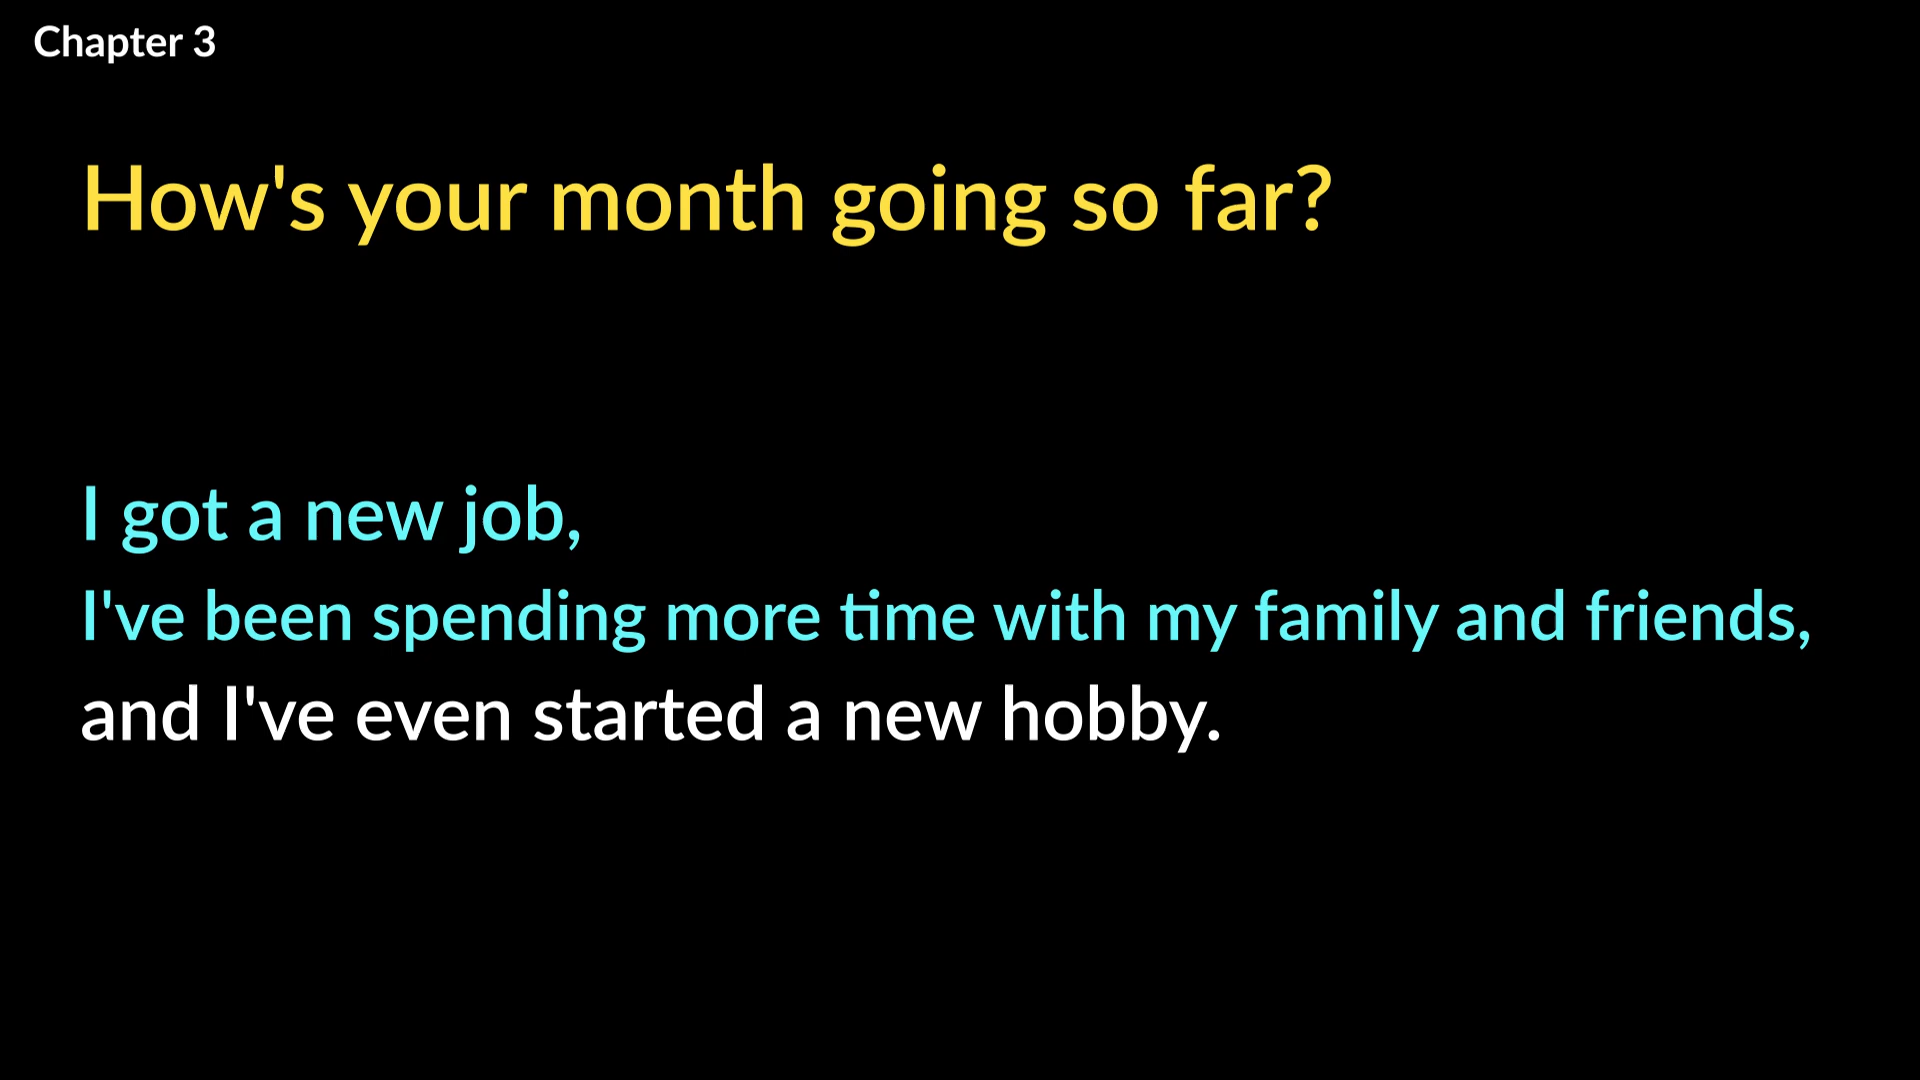 Chapter 3
How's your month going so far?
I got a new job,
I've been spending more time with my family and friends,
and I've even started a new hobby.